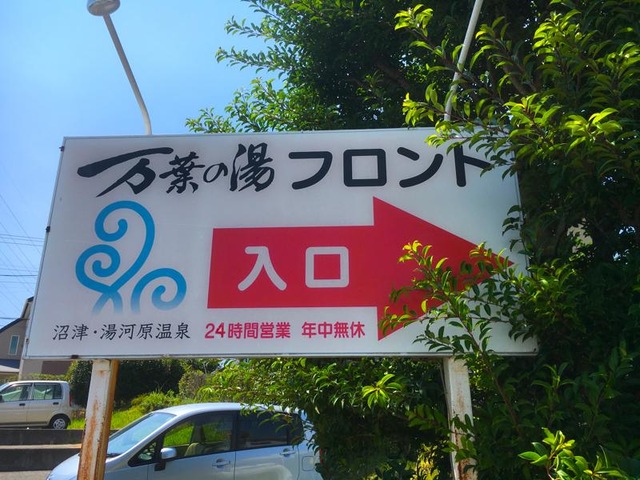 万葉の湯 フロント
入口
沼津・湯河原温泉 24時間営業 年中無休